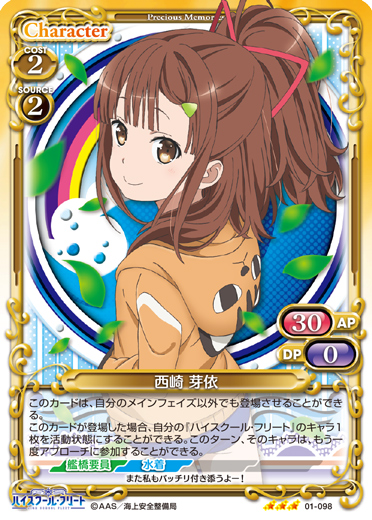 Precious Memories
Character
COST
2
SOURCE
2
30 AP
DP 0
西崎 芽依
このカードは、自分のメインフェイズ以外でも登場させることができ
る。
このカードが登場した場合、自分の『ハイスクール・フリート』のキャラ1
枚を活動状態にすることができる。このターン、そのキャラは、もう一
度アプローチに参加することができる。
艦橋要員 水着
また私もバッチリ付き添うよー!
ハイスクール・フリート
©AAS/海上安全整備局
01-098